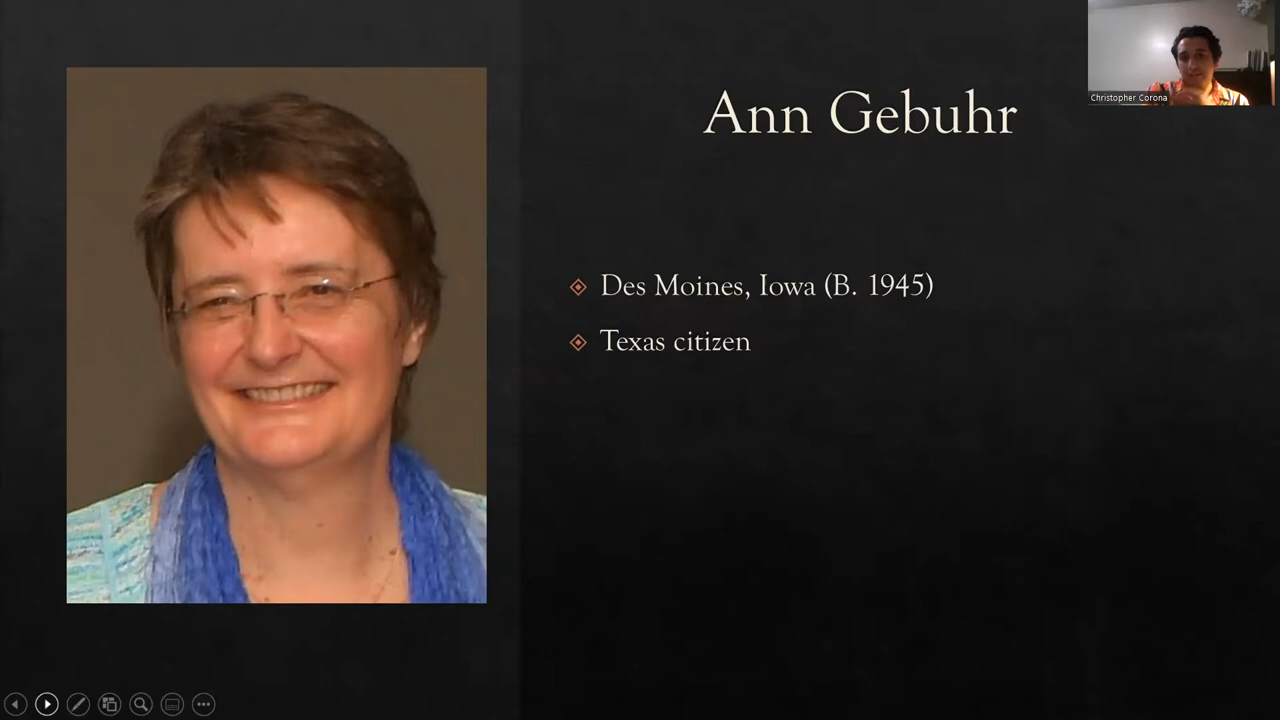 Ann Gebuhr
Christopher Corona
Des Moines, Iowa (B. 1945)
Texas citizen